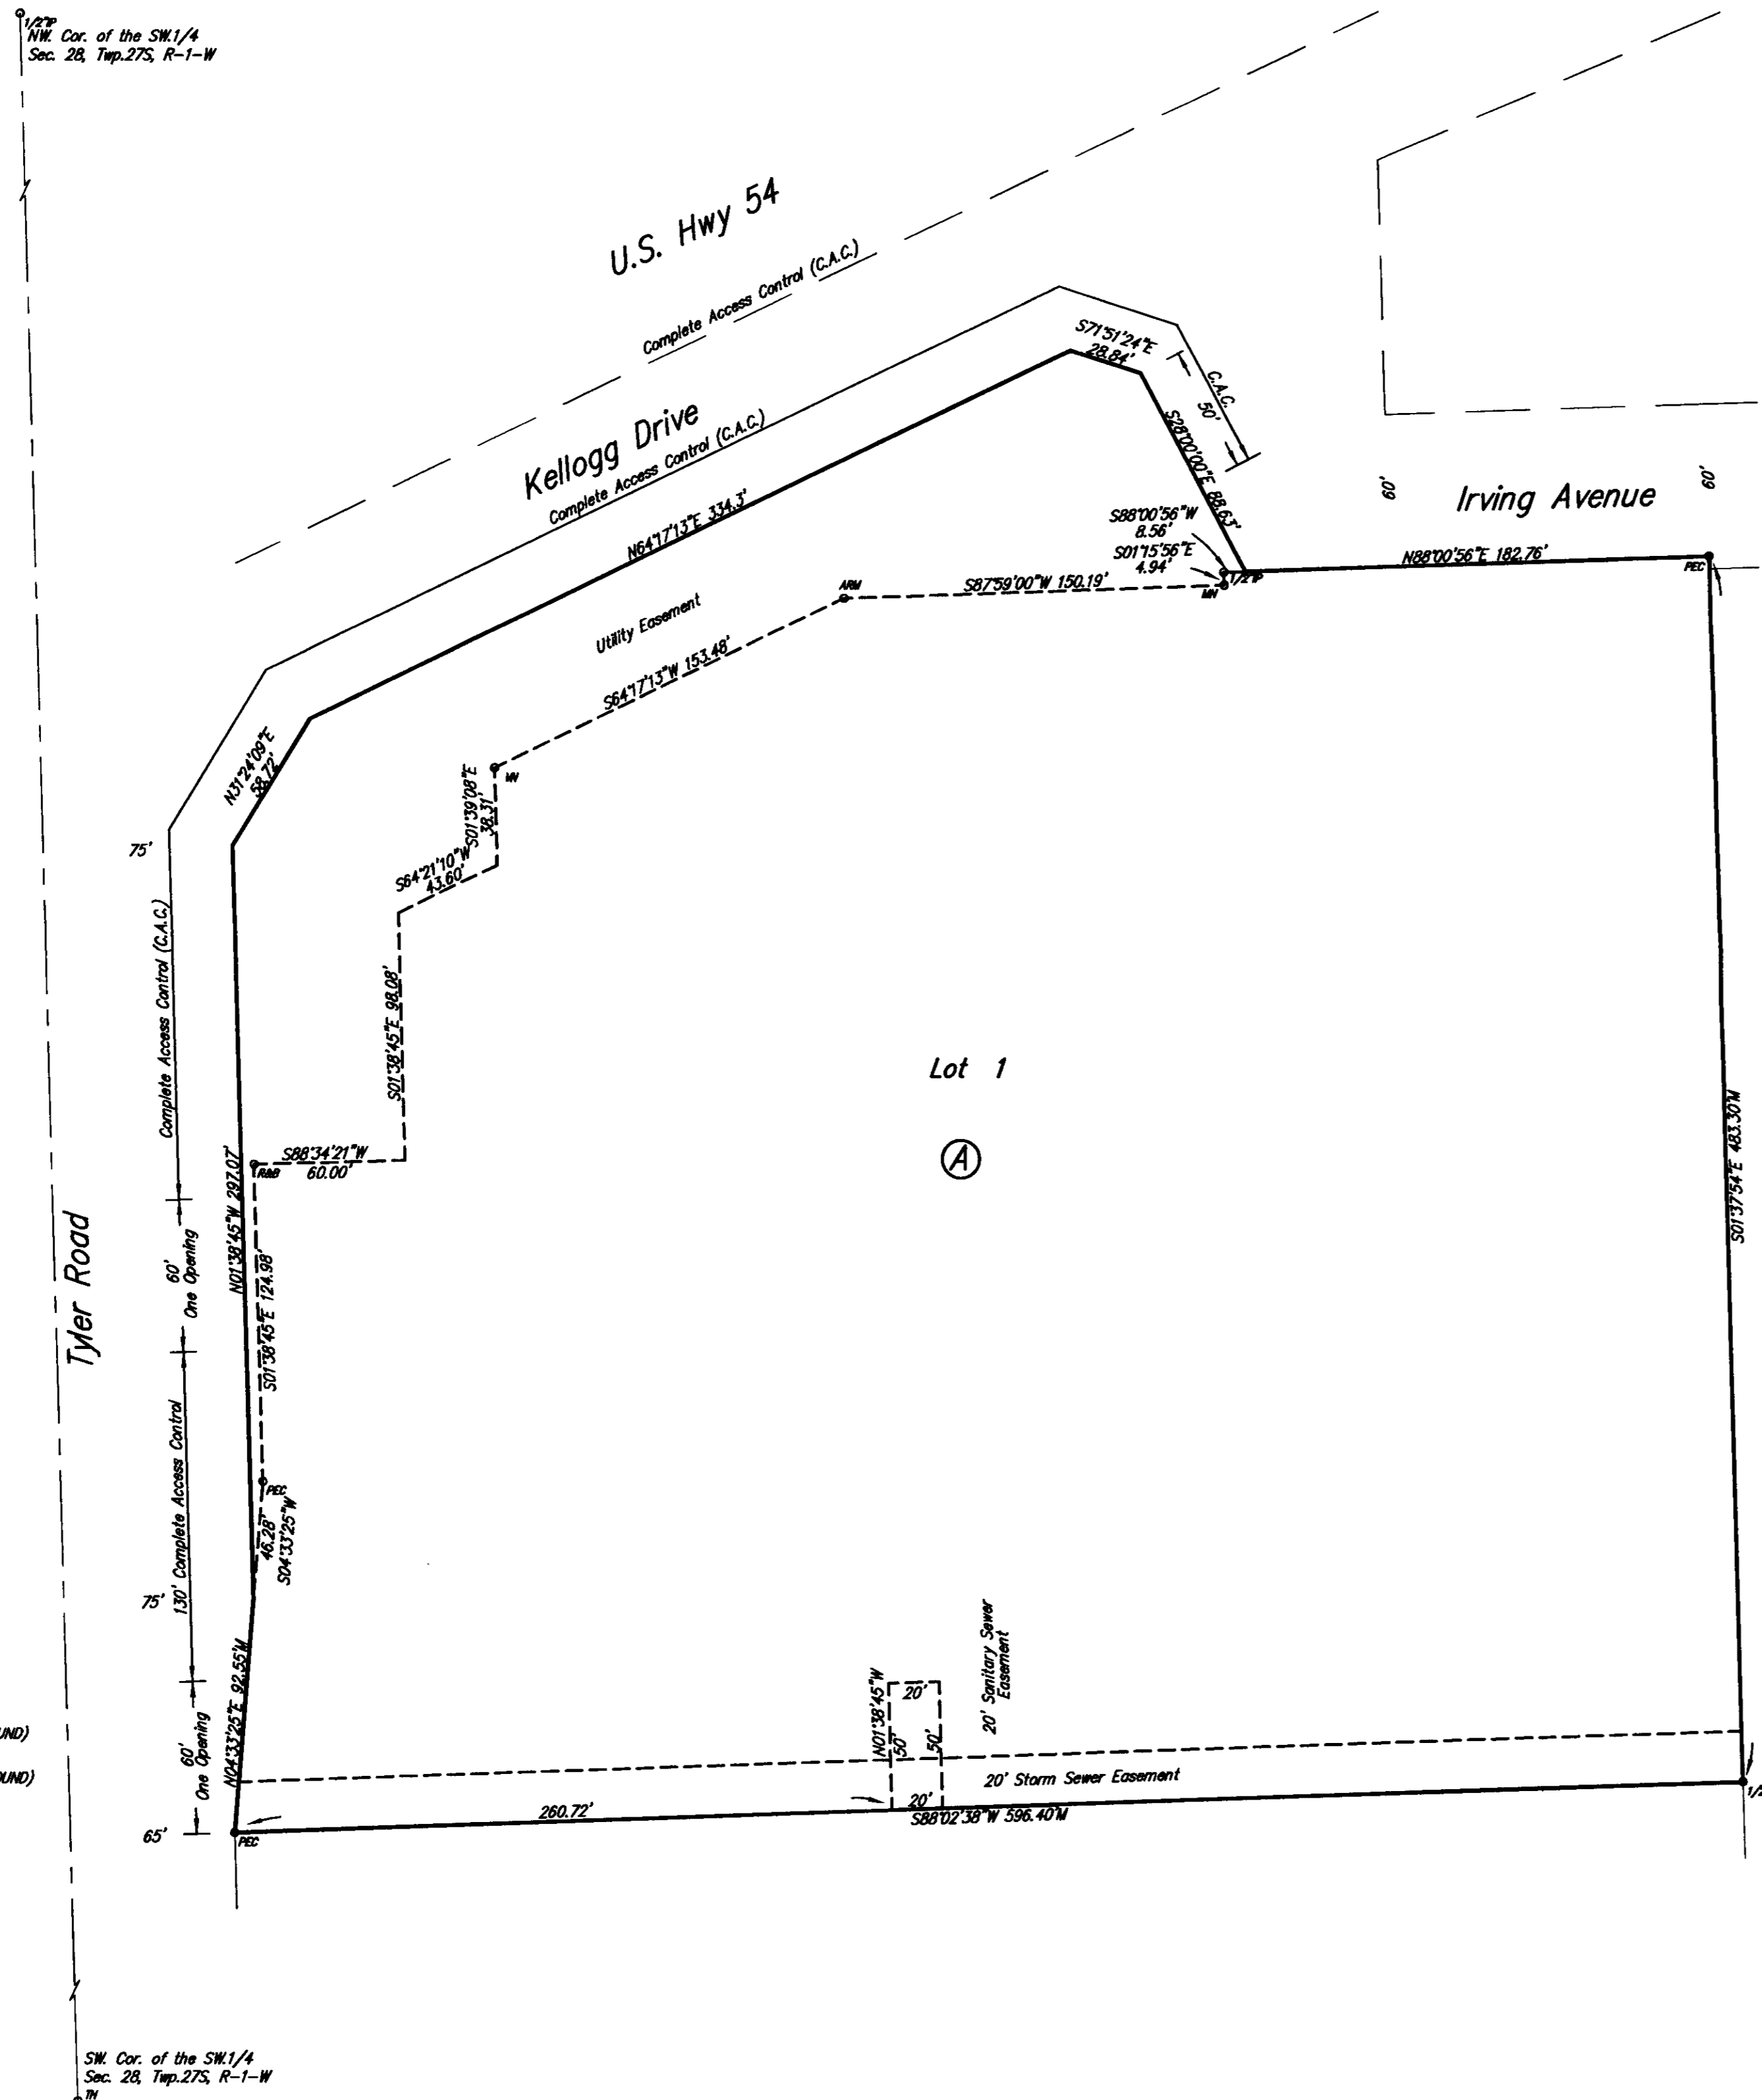 1/2"IP
NW. Cor. of the SW.1/4
Sec. 28, Twp.27S, R-1-W
U.S. Hwy 54
Complete Access Control (C.A.C.)
Kellogg Drive
Complete Access Control (C.A.C.)
N64°17'13"E 334.3'
S71°51'24"E
28.84'
C.A.C.
50'
S28°00'00"E 88.63'
60'
Irving Avenue
60'
S88°00'56"W
8.56'
S01°15'56"E
4.94'
1/2"IP
MN
N88°00'56"E 182.76'
PEC
ARM
S87°59'00"W 150.19'
Utility Easement
S64°17'13"W 153.48'
N31°24'09"E
58.72'
S01°39'08"E
38.31'
S64°21'10"W
43.60'
75'
Complete Access Control (C.A.C.)
S01°38'45"E 98.08'
Lot 1
A
S88°34'21"W
60.00'
R&B
N01°38'45"W 297.07'
S01°37'54"E 483.30'M
Tyler Road
60'
One Opening
S01°38'45"E 124.98'
130' Complete Access Control
PEC
46.28'
S04°33'25"W
75'
N04°33'25"E 92.55'M
60'
One Opening
N01°38'45"W
50'
20'
50'
20' Sanitary Sewer
Easement
UND)
OUND)
20' Storm Sewer Easement
260.72'
20'
S88°02'38"W 596.40'M
1/2
65'
PEC
SW. Cor. of the SW.1/4
Sec. 28, Twp.27S, R-1-W
TH